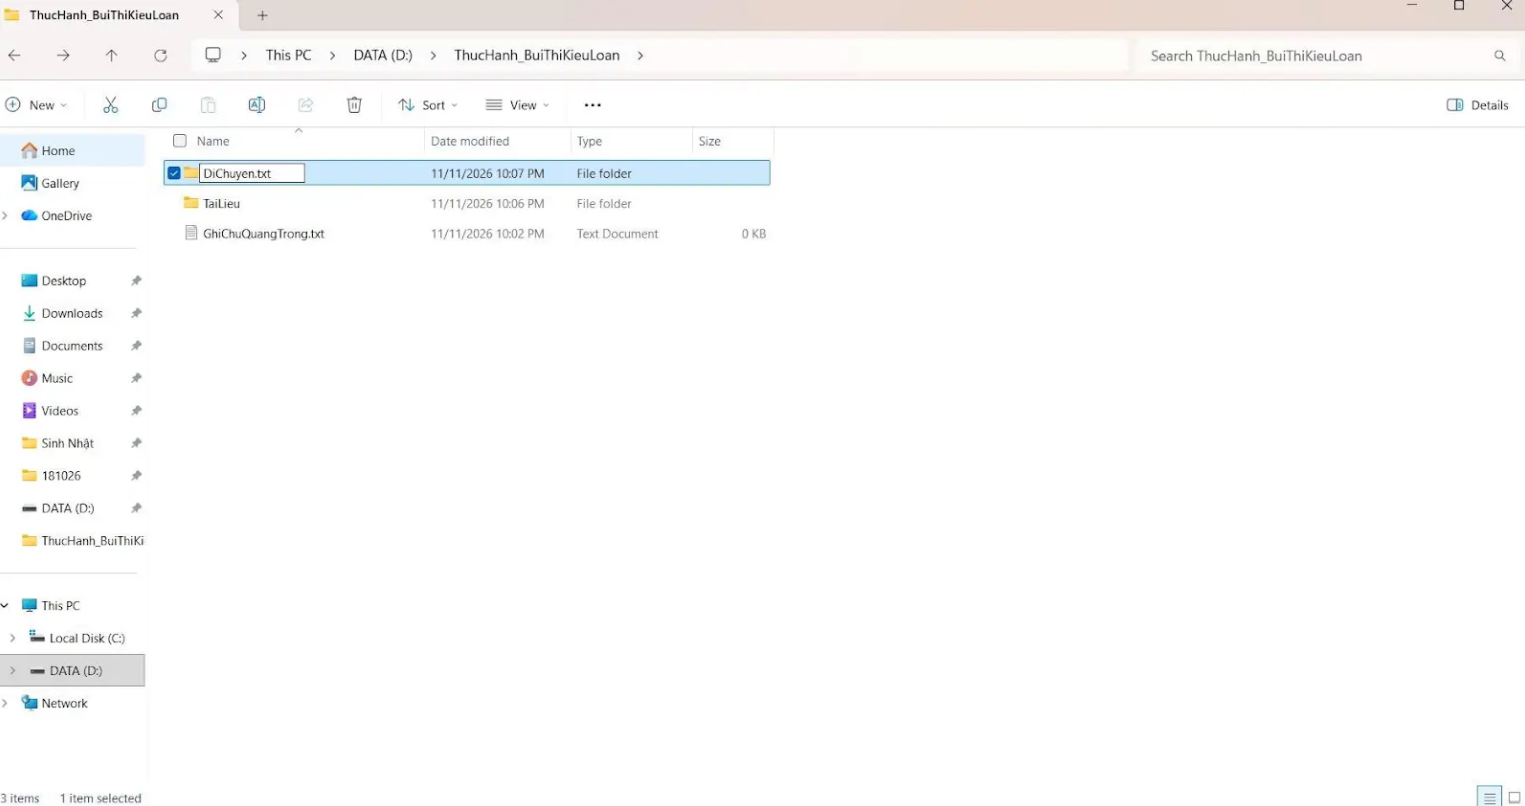 ThucHanh_BuiThiKieuLoan
This PC DATA (D:) ThucHanh_BuiThiKieuLoan Search ThucHanh_BuiThiKieuLoan
New Sort View Details
Name Date modified Type Size
DiChuyen.txt 11/11/2026 10:07 PM File folder
TaiLieu 11/11/2026 10:06 PM File folder
GhiChuQuangTrong.txt 11/11/2026 10:02 PM Text Document 0 KB
Home
Gallery
OneDrive
Desktop
Downloads
Documents
Music
Videos
Sinh Nhật
181026
DATA (D:)
ThucHanh_BuiThiKi
This PC
Local Disk (C:)
DATA (D:)
Network
3 items 1 item selected